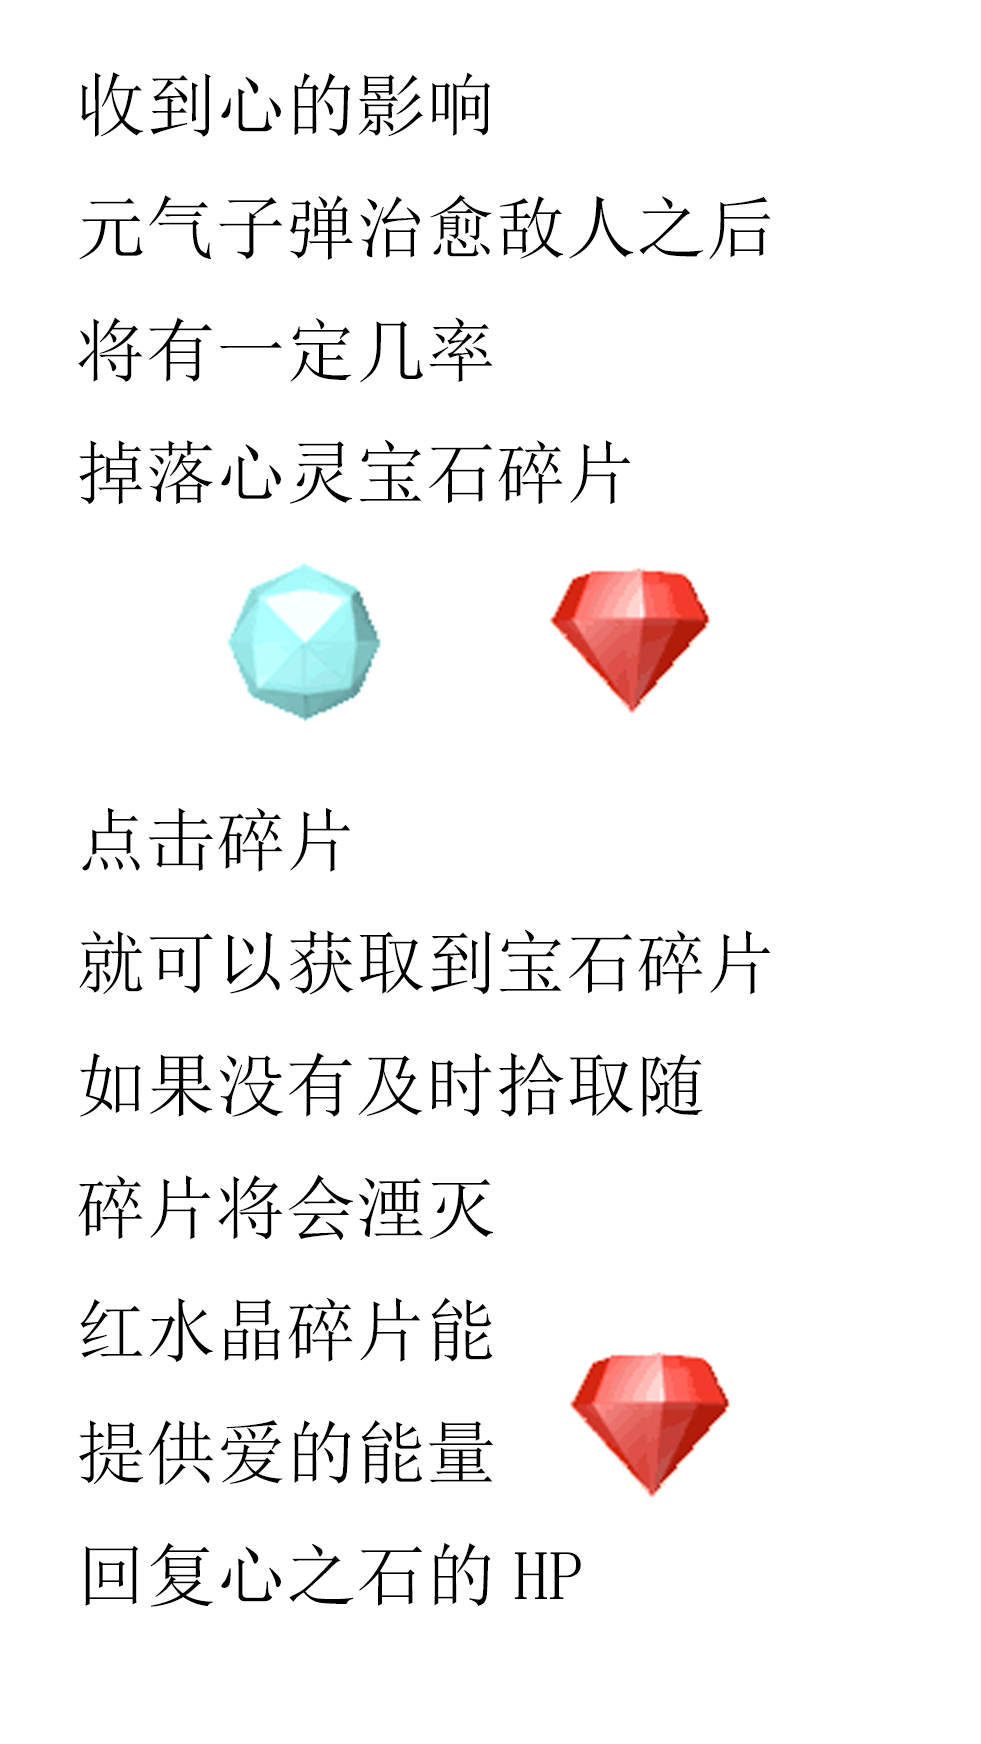 收到心的影响
元气子弹治愈敌人之后
将有一定几率
掉落心灵宝石碎片
点击碎片
就可以获取到宝石碎片
如果没有及时拾取随
碎片将会湮灭
红水晶碎片能
提供爱的能量
回复心之石的 HP